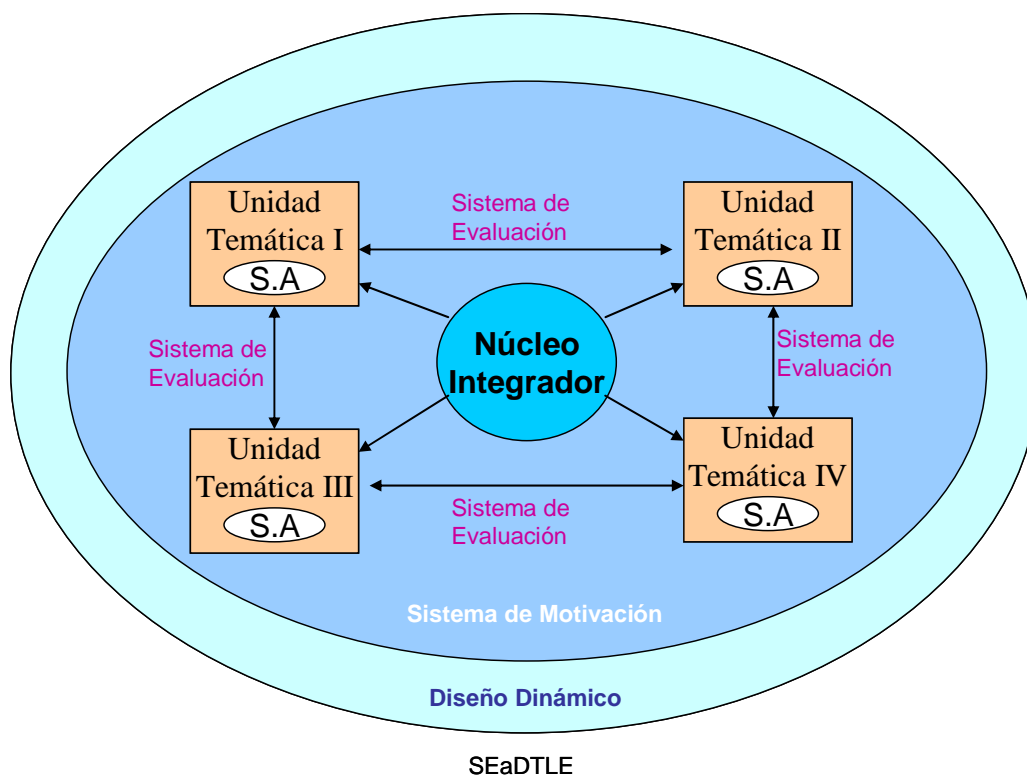 Unidad
Temática I
S.A
Sistema de
Evaluación
Unidad
Temática II
S.A
Sistema de
Evaluación
Núcleo
Integrador
Sistema de
Evaluación
Unidad
Temática III
S.A
Sistema de
Evaluación
Unidad
Temática IV
S.A
Sistema de Motivación
Diseño Dinámico
SEaDTLE